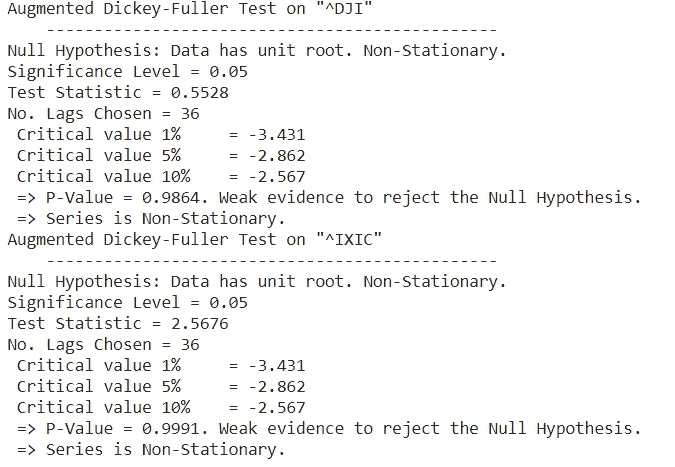 Augmented Dickey-Fuller Test on "^DJI"
-----------------------------------------------
Null Hypothesis: Data has unit root. Non-Stationary.
Significance Level = 0.05
Test Statistic = 0.5528
No. Lags Chosen = 36
Critical value 1% = -3.431
Critical value 5% = -2.862
Critical value 10% = -2.567
=> P-Value = 0.9864. Weak evidence to reject the Null Hypothesis.
=> Series is Non-Stationary.
Augmented Dickey-Fuller Test on "^IXIC"
-----------------------------------------------
Null Hypothesis: Data has unit root. Non-Stationary.
Significance Level = 0.05
Test Statistic = 2.5676
No. Lags Chosen = 36
Critical value 1% = -3.431
Critical value 5% = -2.862
Critical value 10% = -2.567
=> P-Value = 0.9991. Weak evidence to reject the Null Hypothesis.
=> Series is Non-Stationary.